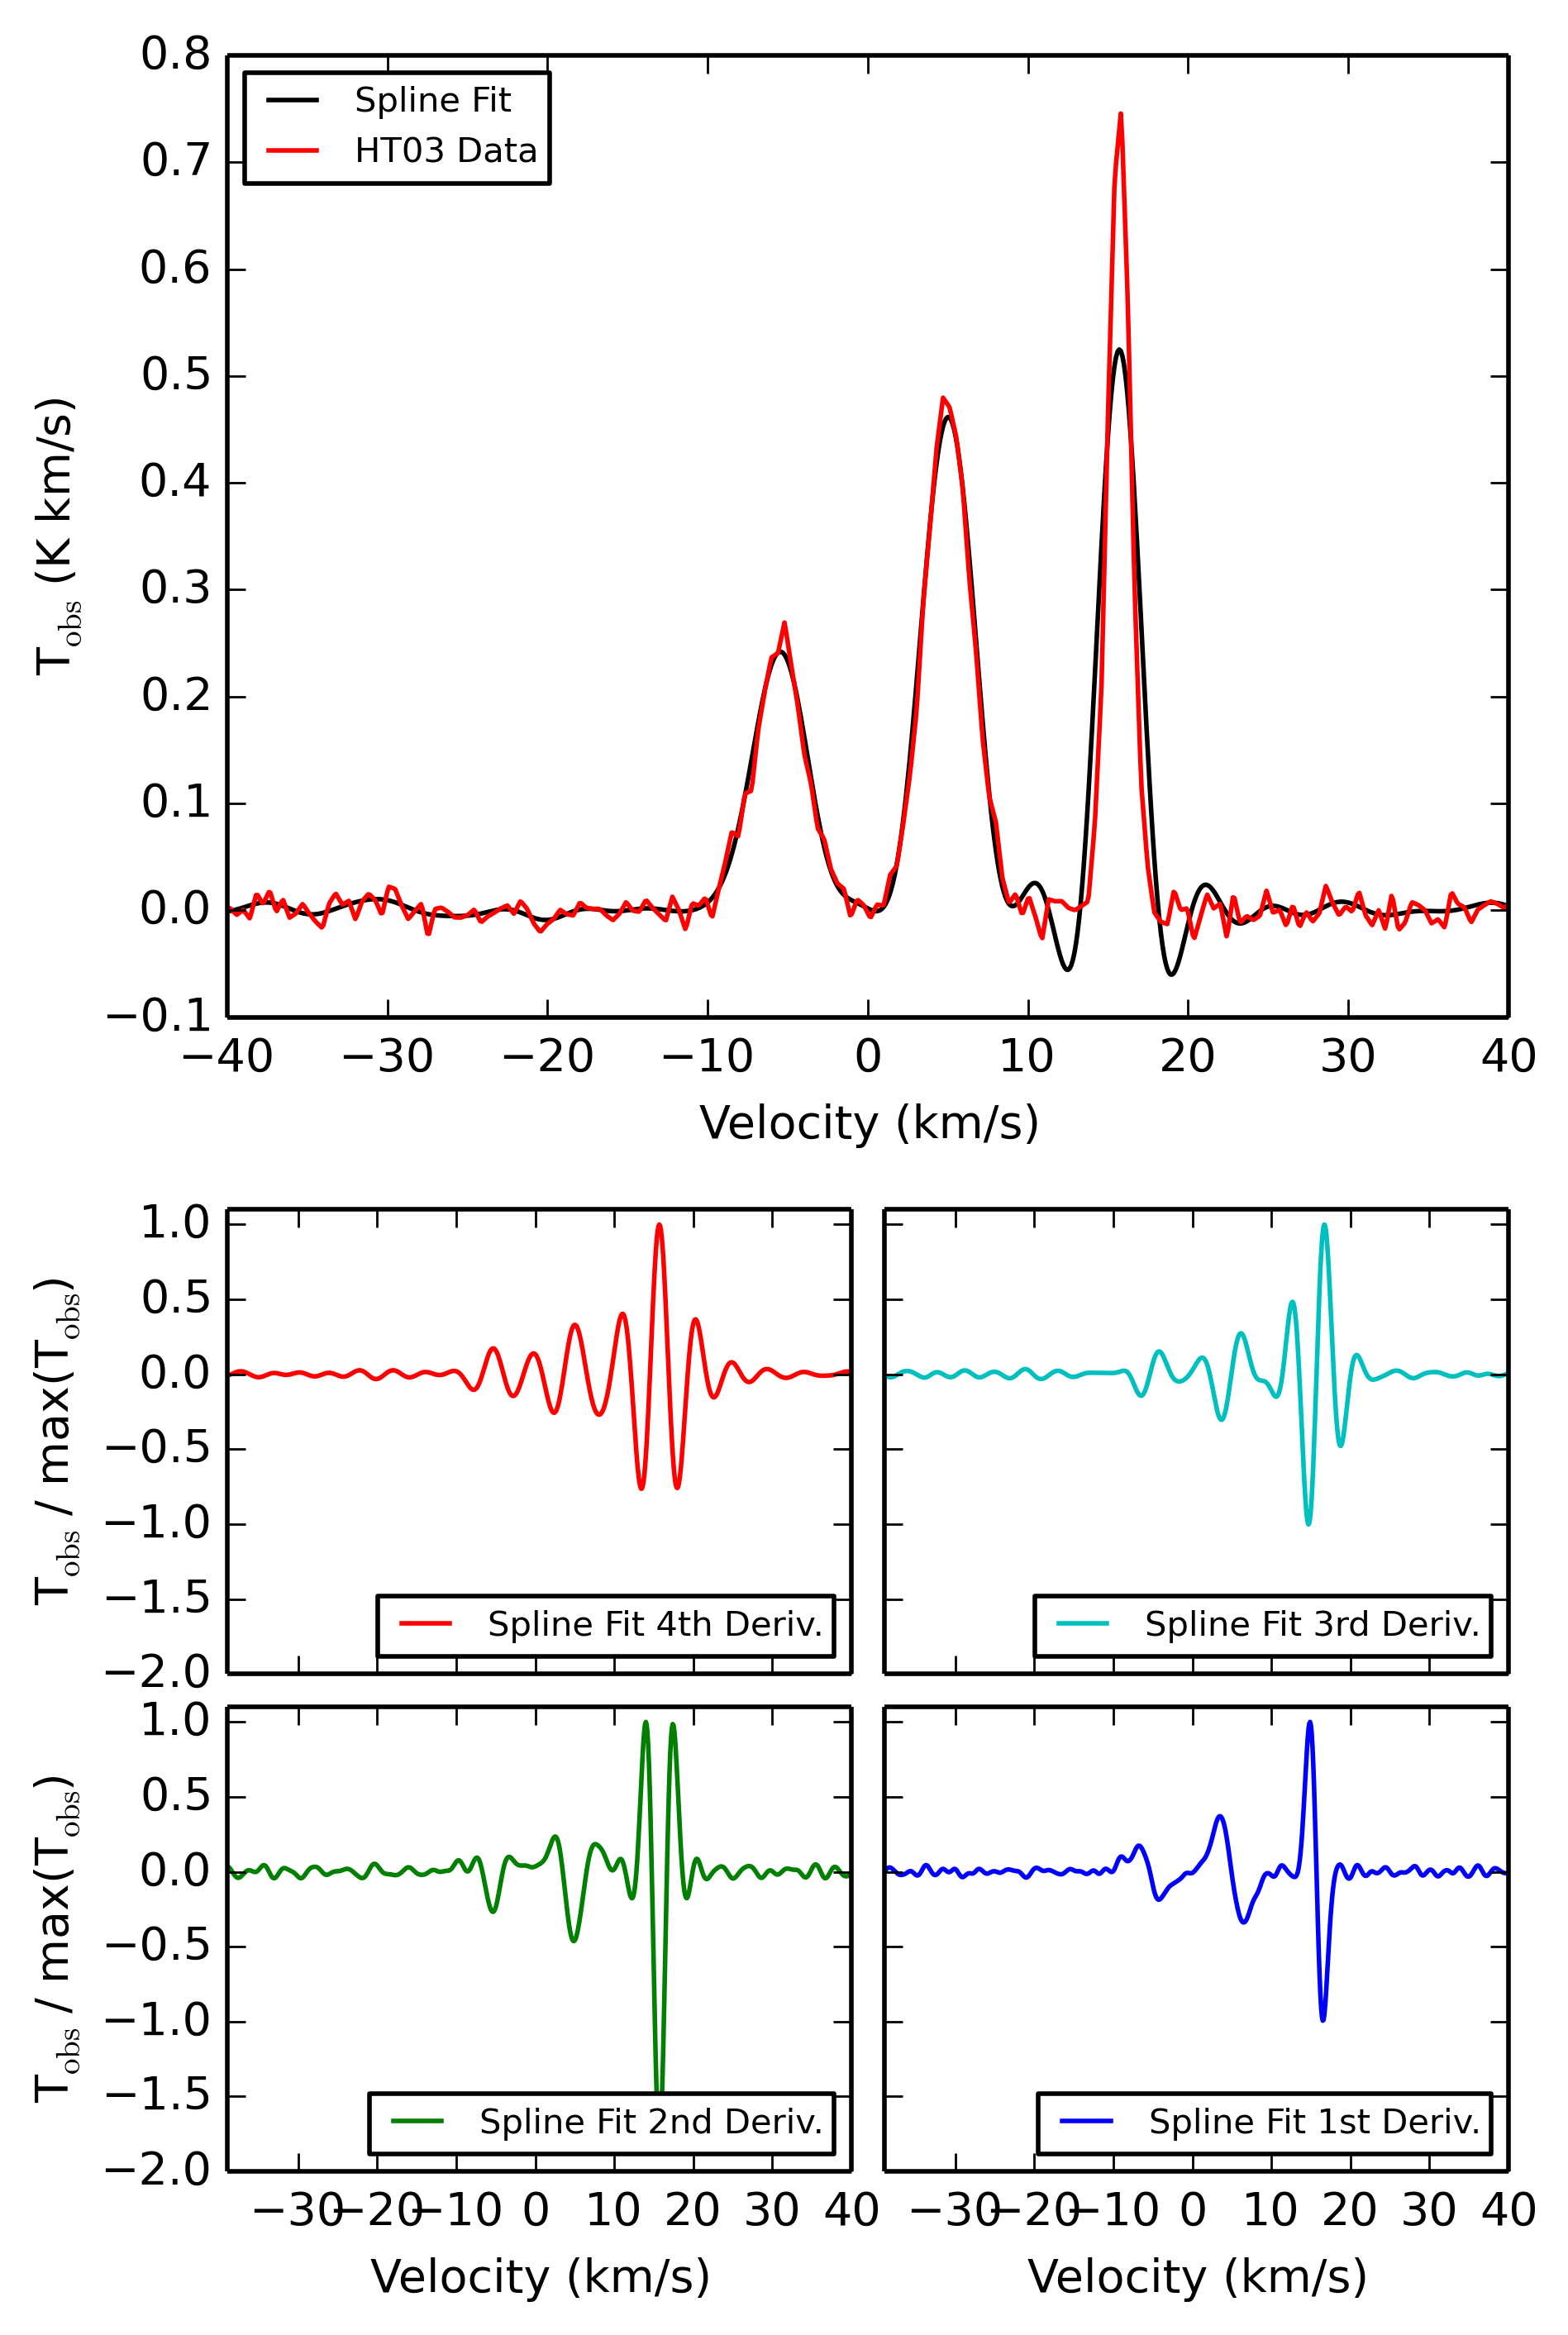 0.8
0.7
0.6
0.5
0.4
0.3
0.2
0.1
0.0
−0.1
T_obs (K km/s)
Spline Fit
HT03 Data
−40 −30 −20 −10 0 10 20 30 40
Velocity (km/s)
1.0
0.5
0.0
−0.5
−1.0
−1.5
−2.0
T_obs / max(T_obs)
Spline Fit 4th Deriv.
Spline Fit 3rd Deriv.
1.0
0.5
0.0
−0.5
−1.0
−1.5
−2.0
T_obs / max(T_obs)
Spline Fit 2nd Deriv.
Spline Fit 1st Deriv.
−30 −20 −10 0 10 20 30 40
−30 −20 −10 0 10 20 30 40
Velocity (km/s)
Velocity (km/s)